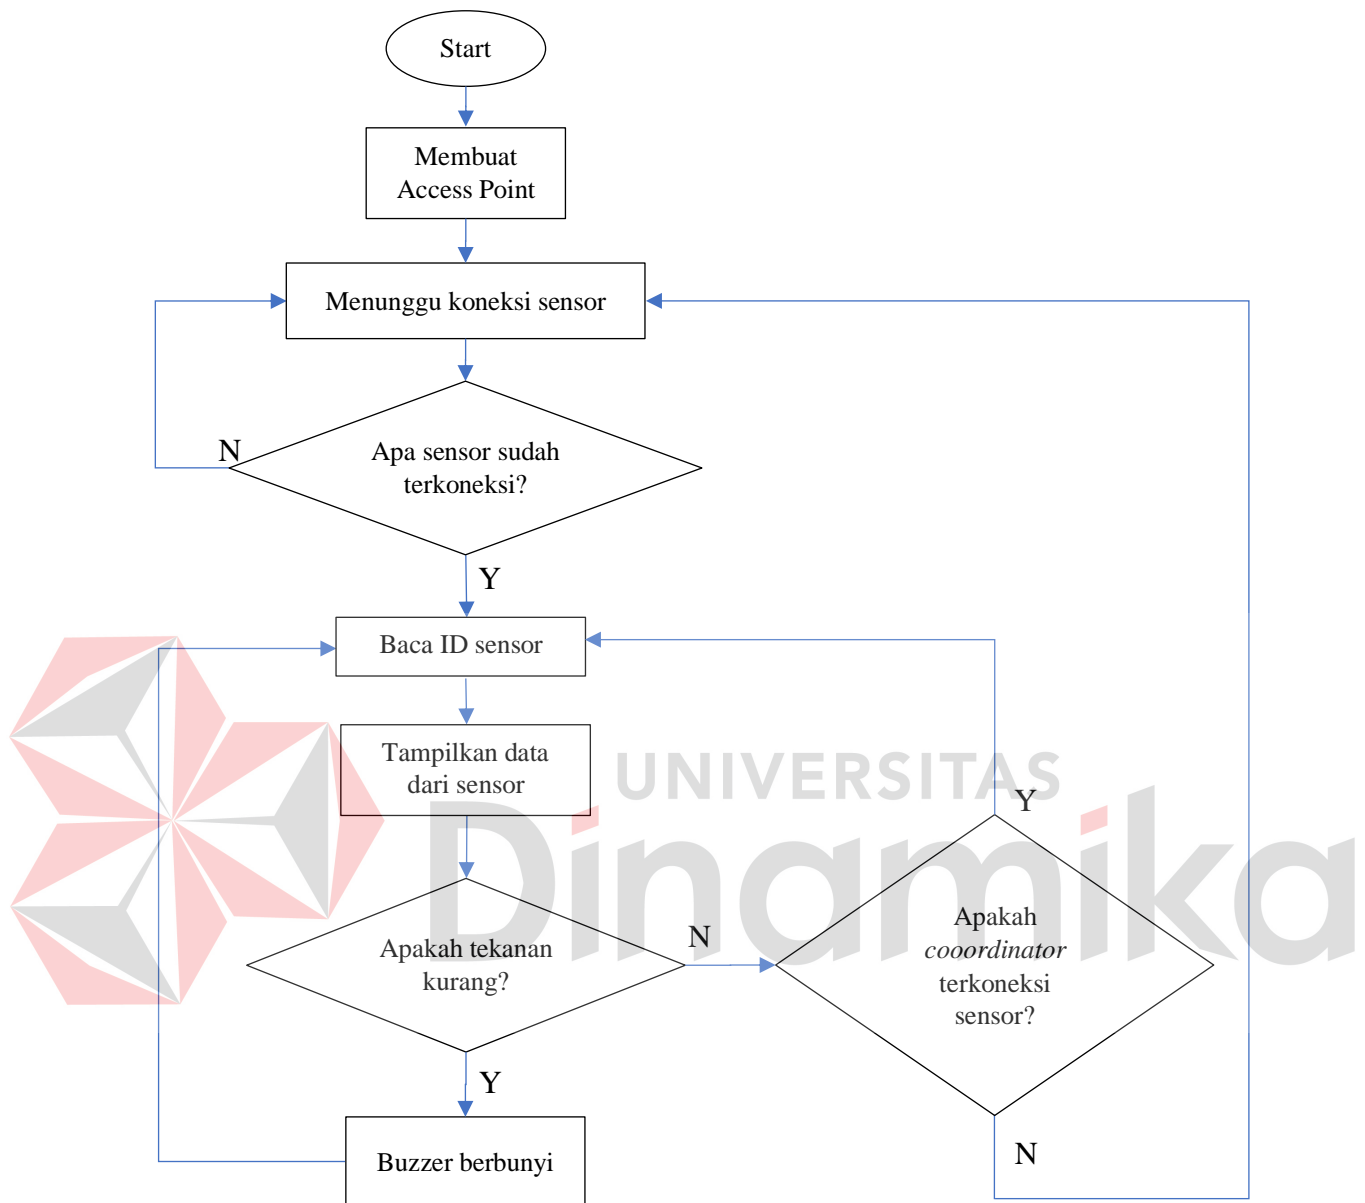 Start
Membuat
Access Point
Menunggu koneksi sensor
N
Apa sensor sudah
terkoneksi?
Y
Baca ID sensor
Tampilkan data
dari sensor
UNIVERSITAS
Dinamika
Y
Apakah tekanan
kurang?
N
Apakah
cooordinator
terkoneksi
sensor?
Y
Buzzer berbunyi
N